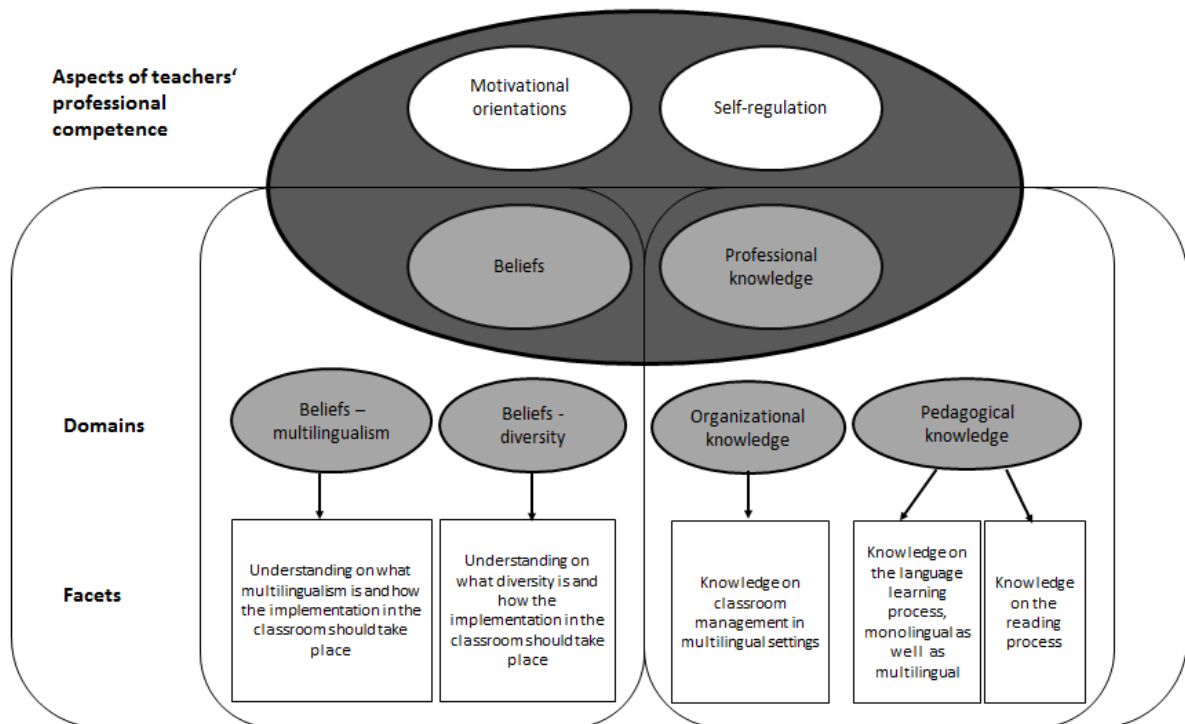 Aspects of teachers‘
professional
competence
Motivational
orientations
Self-regulation
Beliefs
Professional
knowledge
Domains
Beliefs –
multilingualism
Beliefs -
diversity
Organizational
knowledge
Pedagogical
knowledge
Facets
Understanding on what
multilingualism is and how
the implementation in the
classroom should take
place
Understanding on
what diversity is and
how the
implementation in the
classroom should take
place
Knowledge on
classroom
management in
multilingual settings
Knowledge on
the language
learning
process,
monolingual as
well as
multilingual
Knowledge
on the
reading
process